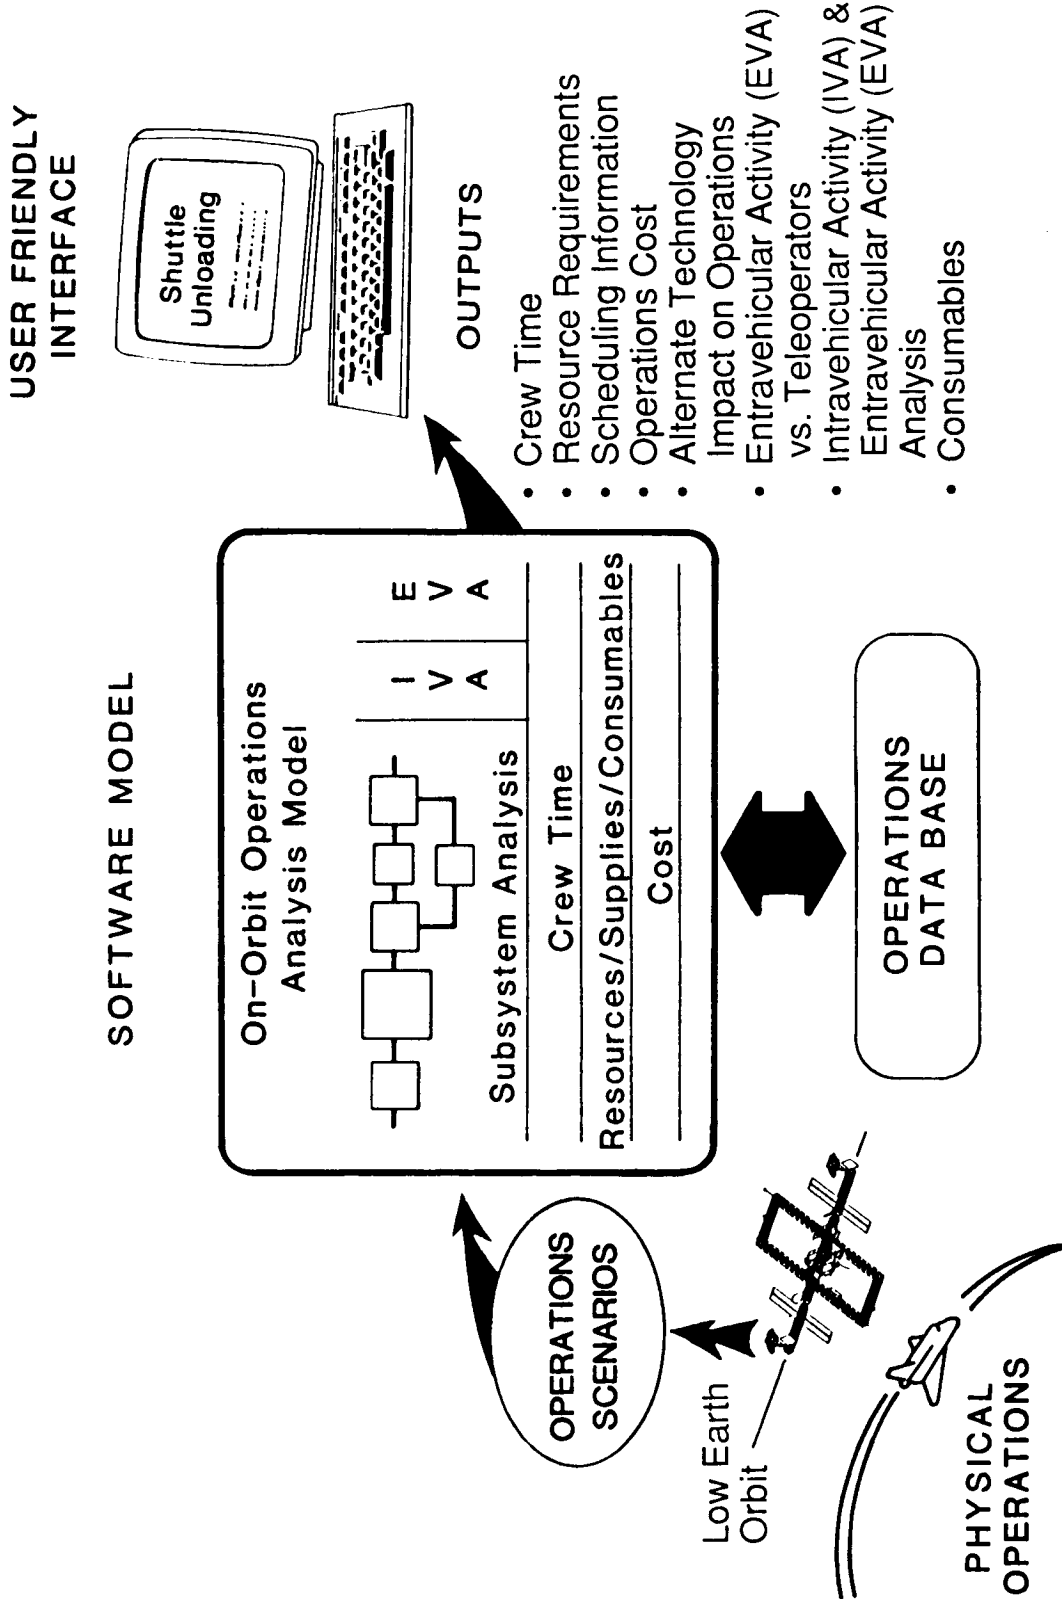 PHYSICAL
OPERATIONS
Low Earth
Orbit
OPERATIONS
SCENARIOS
SOFTWARE MODEL
On-Orbit Operations
Analysis Model
Subsystem Analysis
I
V
A
E
V
A
Crew Time
Resources/Supplies/Consumables
Cost
OPERATIONS
DATA BASE
USER FRIENDLY
INTERFACE
Shuttle
Unloading
OUTPUTS
• Crew Time
• Resource Requirements
• Scheduling Information
• Operations Cost
• Alternate Technology
Impact on Operations
• Entravehicular Activity (EVA)
vs. Teleoperators
• Intravehicular Activity (IVA) &
Entravehicular Activity (EVA)
Analysis
• Consumables